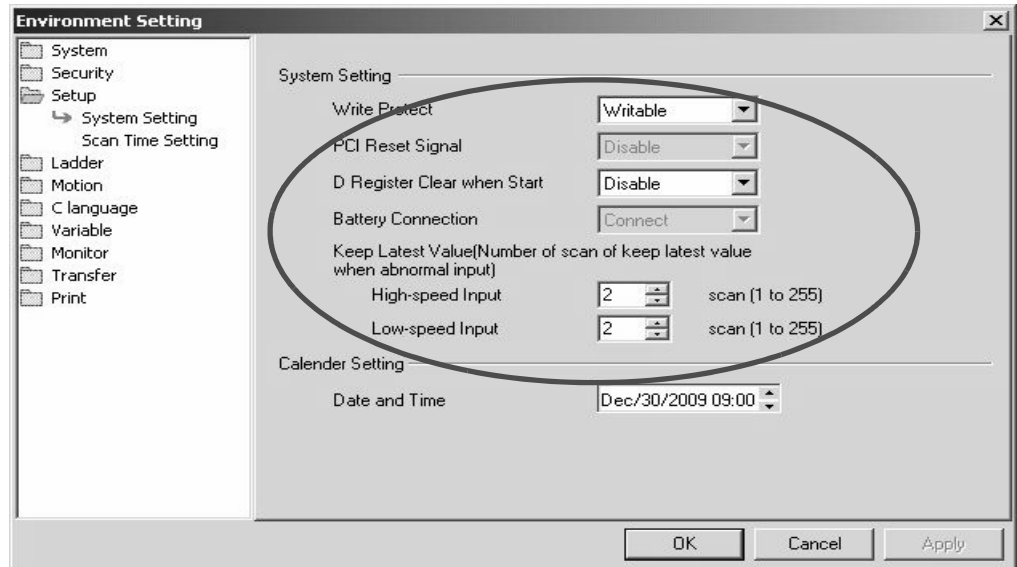 Environment Setting
System
Security
Setup
System Setting
Scan Time Setting
Ladder
Motion
C language
Variable
Monitor
Transfer
Print
System Setting
Write Protect Writable
PCI Reset Signal Disable
D Register Clear when Start Disable
Battery Connection Connect
Keep Latest Value(Number of scan of keep latest value
when abnormal input)
High-speed Input 2 scan (1 to 255)
Low-speed Input 2 scan (1 to 255)
Calender Setting
Date and Time Dec/30/2009 09:00
OK Cancel Apply